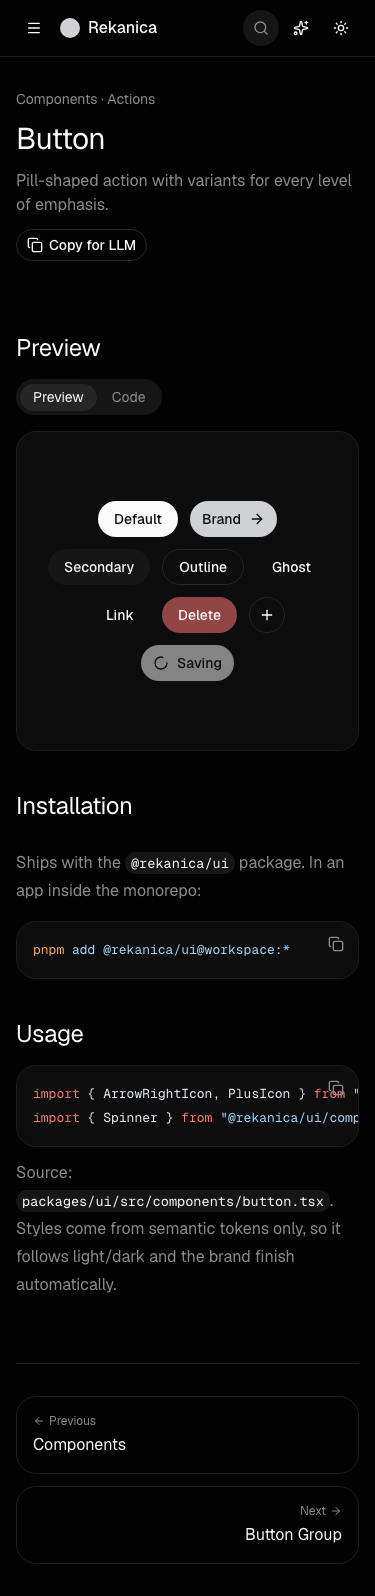 Rekanica
Components · Actions
Button
Pill-shaped action with variants for every level
of emphasis.
Copy for LLM
Preview
Preview Code
Default Brand →
Secondary Outline Ghost
Link Delete +
Saving
Installation
Ships with the @rekanica/ui package. In an
app inside the monorepo:
pnpm add @rekanica/ui@workspace:*
Usage
import { ArrowRightIcon, PlusIcon } from "
import { Spinner } from "@rekanica/ui/comp
Source:
packages/ui/src/components/button.tsx.
Styles come from semantic tokens only, so it
follows light/dark and the brand finish
automatically.
← Previous
Components
Next →
Button Group